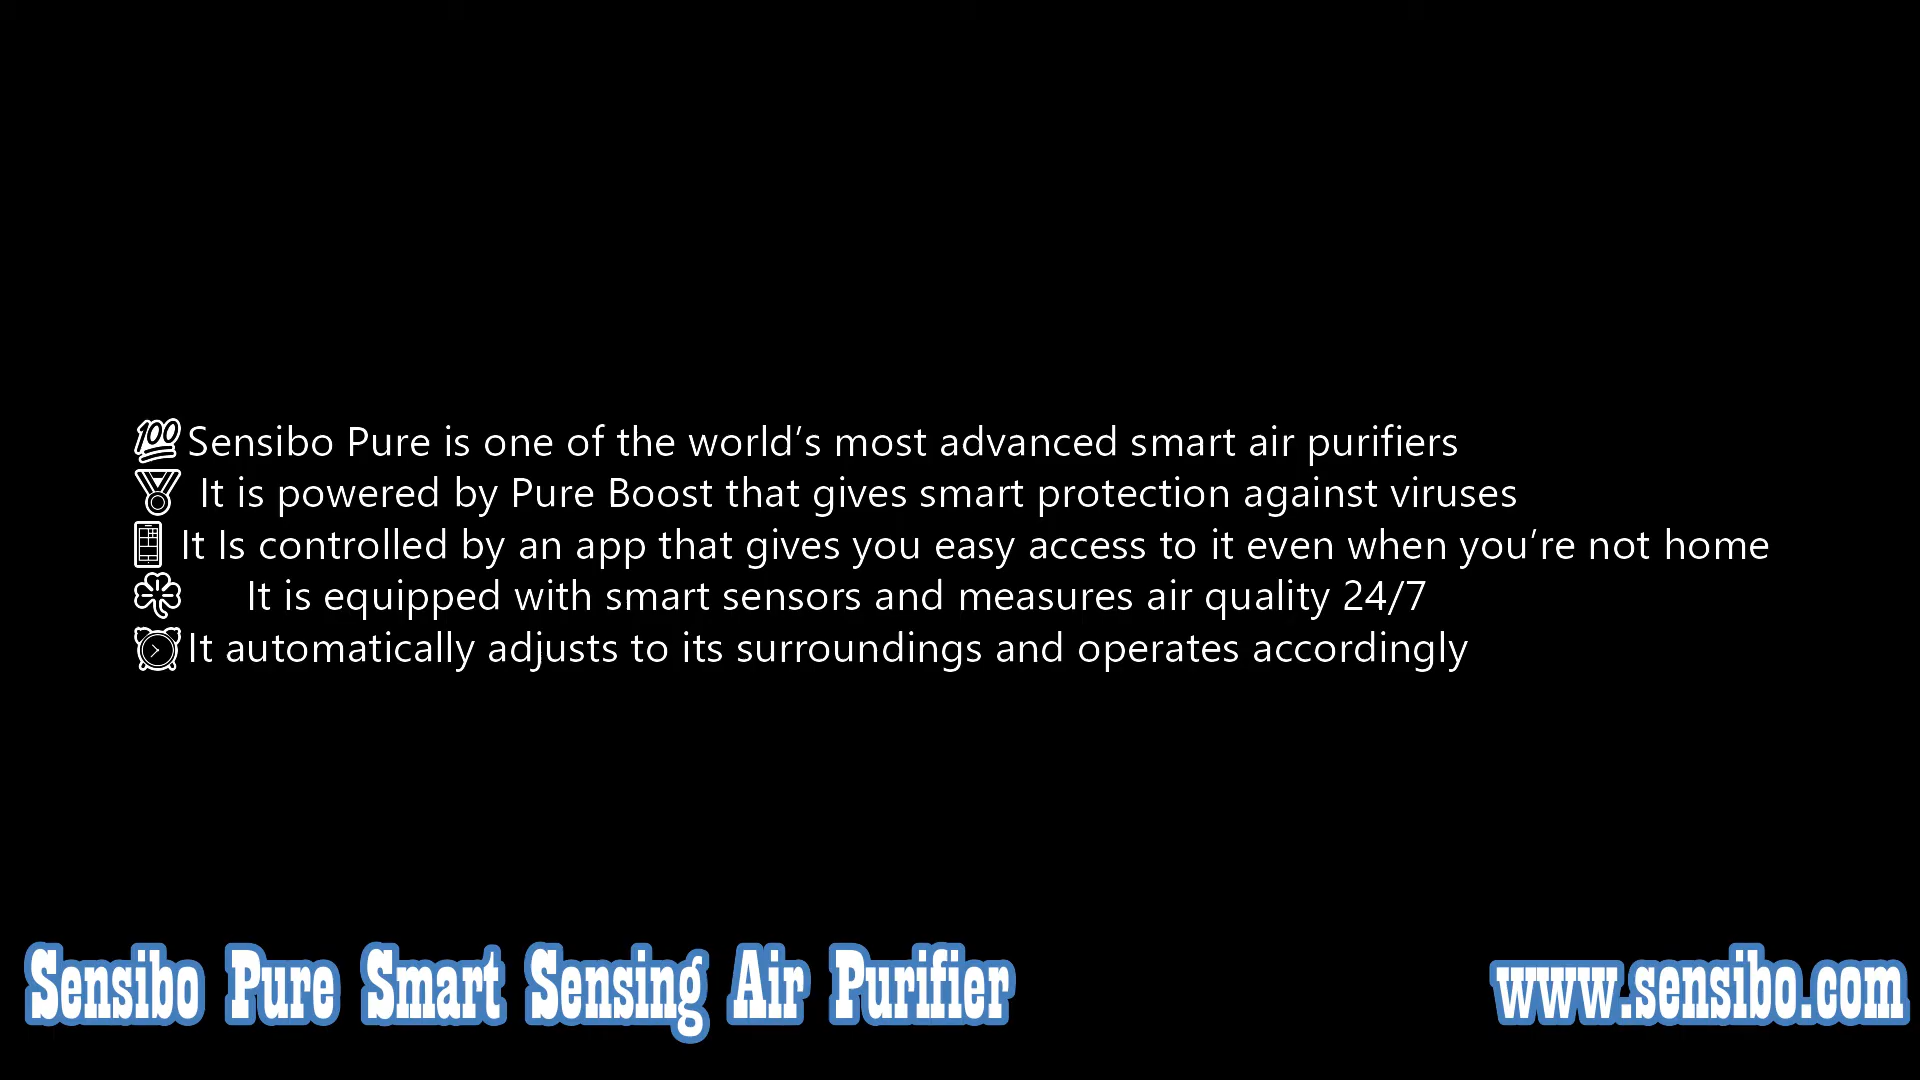 💯Sensibo Pure is one of the world’s most advanced smart air purifiers
🏅 It is powered by Pure Boost that gives smart protection against viruses
📱 It Is controlled by an app that gives you easy access to it even when you’re not home
☘ It is equipped with smart sensors and measures air quality 24/7
⏰It automatically adjusts to its surroundings and operates accordingly
Sensibo Pure Smart Sensing Air Purifier
www.sensibo.com